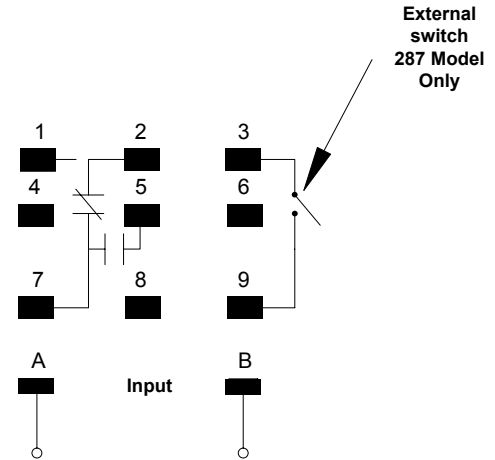 External
switch
287 Model
Only
1 2 3
4 5 6
7 8 9
A B
Input